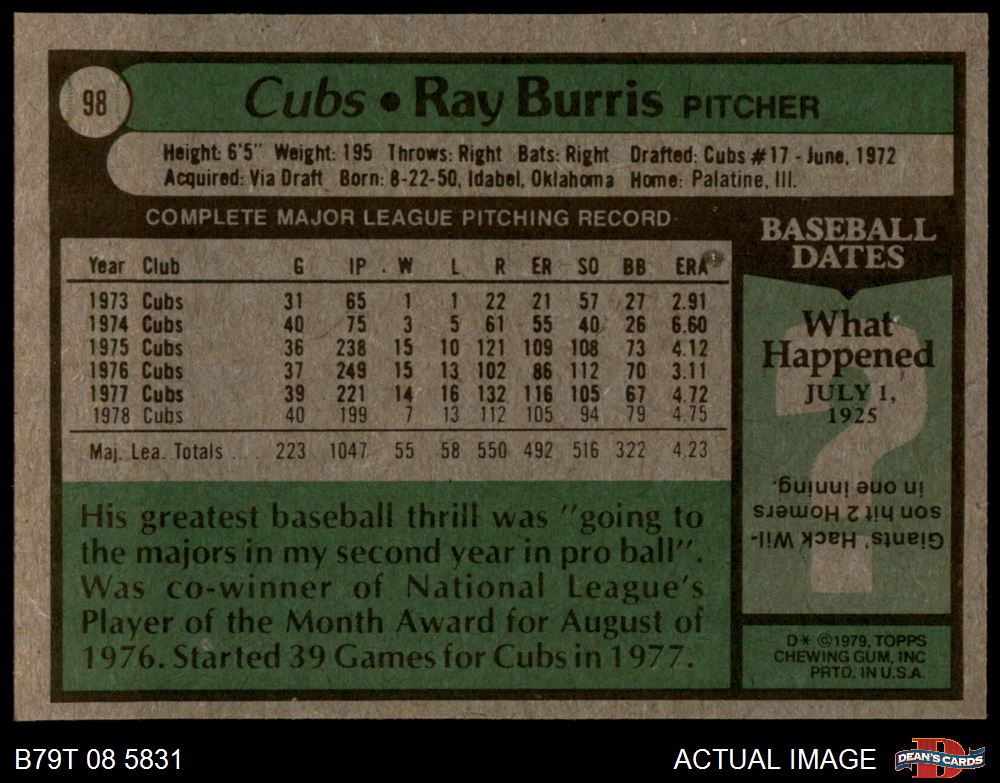 98
Cubs • Ray Burris PITCHER
Height: 6'5" Weight: 195 Throws: Right Bats: Right Drafted: Cubs #17 - June, 1972
Acquired: Via Draft Born: 8-22-50, Idabel, Oklahoma Home: Palatine, Ill.
COMPLETE MAJOR LEAGUE PITCHING RECORD
Year Club G IP W L R ER SO BB ERA
1973 Cubs 31 65 1 1 22 21 57 27 2.91
1974 Cubs 40 75 3 5 61 55 40 26 6.60
1975 Cubs 36 238 15 10 121 109 108 73 4.12
1976 Cubs 37 249 15 13 102 86 112 70 3.11
1977 Cubs 39 221 14 16 132 116 105 67 4.72
1978 Cubs 40 199 7 13 112 105 94 79 4.75
Maj. Lea. Totals ... 223 1047 55 58 550 492 516 322 4.23
His greatest baseball thrill was "going to
the majors in my second year in pro ball".
Was co-winner of National League's
Player of the Month Award for August of
1976. Started 39 Games for Cubs in 1977.
BASEBALL
DATES
What
Happened
JULY 1,
1925
?
Giants' Hack Wil-
son hit 2 Homers
in one inning.
D* ©1979, TOPPS
CHEWING GUM, INC
PRTD. IN U.S.A.
B79T 08 5831
ACTUAL IMAGE
D
DEAN'S CARDS